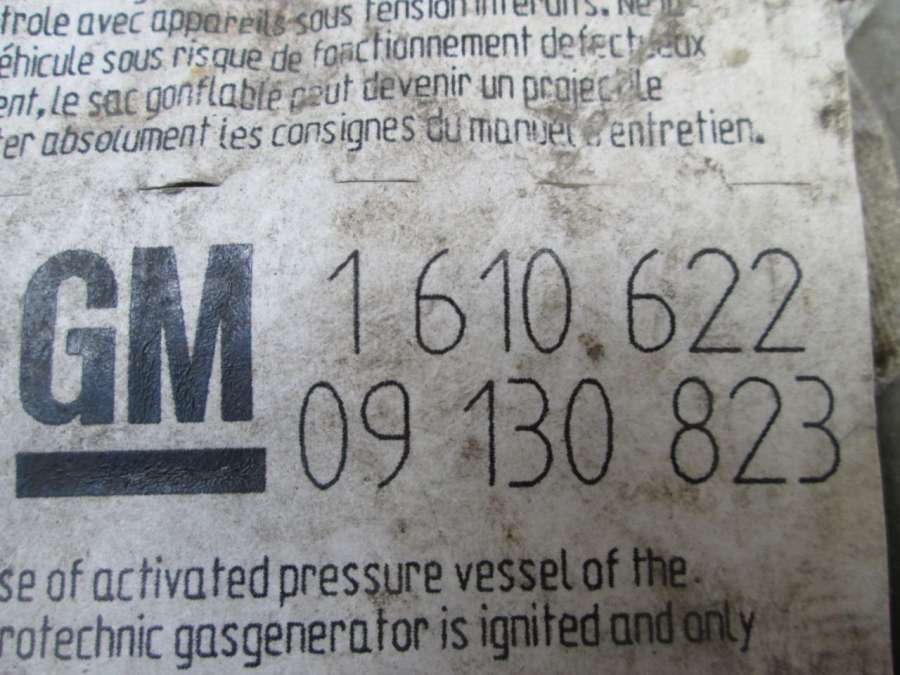 trole avec appareils sous tension interdits. Ne
éhicule sous risque de fonctionnement defectueux
ent, le sac gonflable peut devenir un projectile
er absolument les consignes du manuel d'entretien.
GM
1 610 622
09 130 823
se of activated pressure vessel of the
rotechnic gasgenerator is ignited and only